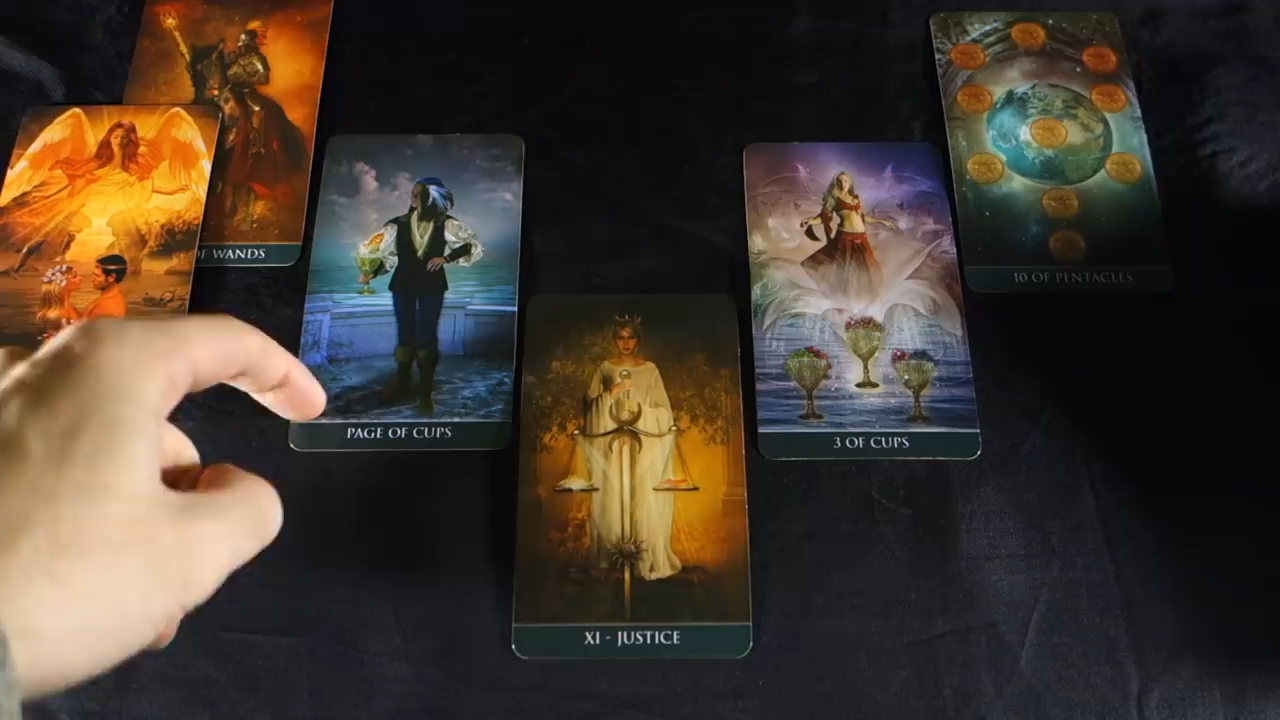 OF WANDS
PAGE OF CUPS
XI - JUSTICE
3 OF CUPS
10 OF PENTACLES